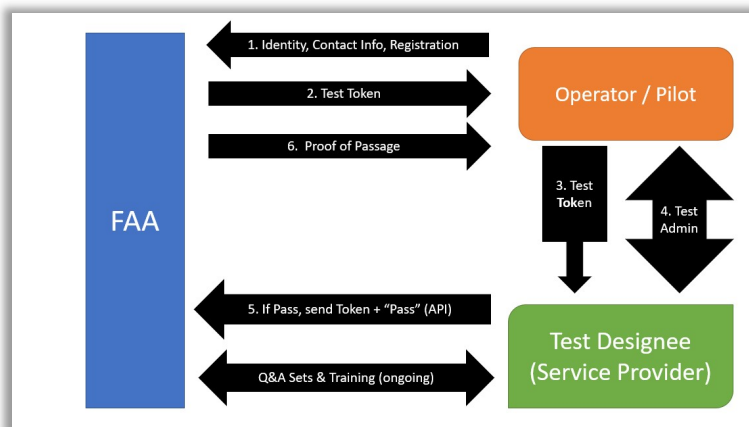 1. Identity, Contact Info, Registration
2. Test Token
6. Proof of Passage
Operator / Pilot
FAA
3. Test
Token
4. Test
Admin
5. If Pass, send Token + “Pass” (API)
Q&A Sets & Training (ongoing)
Test Designee
(Service Provider)